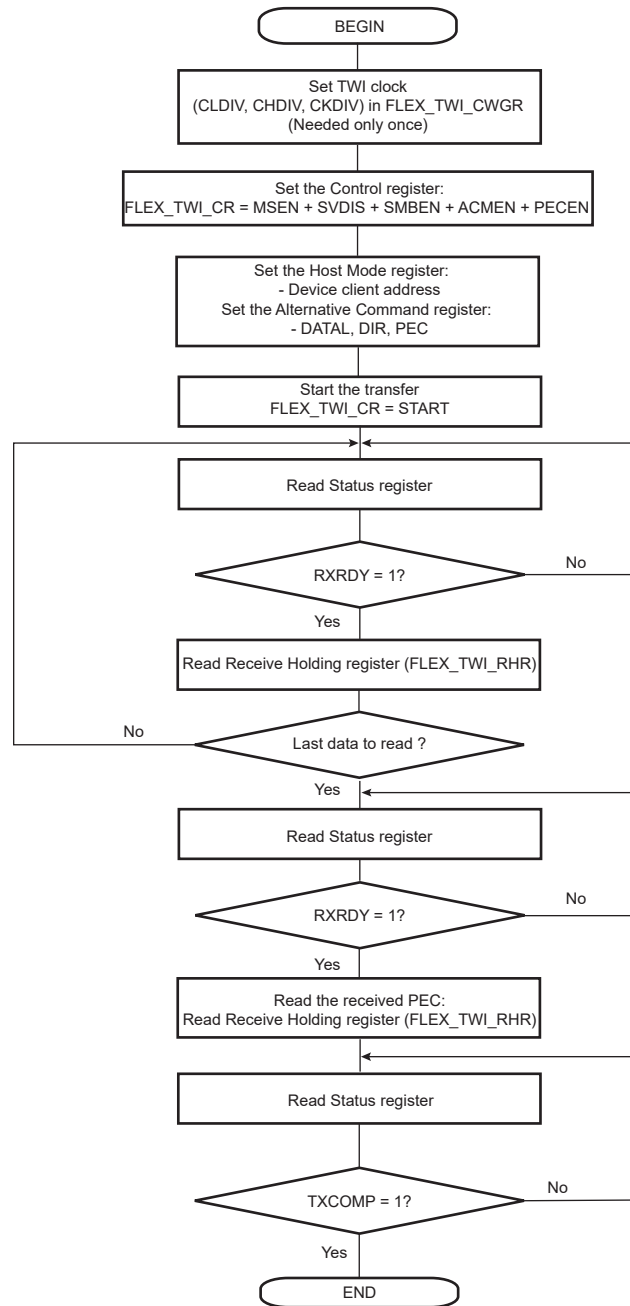 BEGIN
Set TWI clock
(CLDIV, CHDIV, CKDIV) in FLEX_TWI_CWGR
(Needed only once)
Set the Control register:
FLEX_TWI_CR = MSEN + SVDIS + SMBEN + ACMEN + PECEN
Set the Host Mode register:
- Device client address
Set the Alternative Command register:
- DATAL, DIR, PEC
Start the transfer
FLEX_TWI_CR = START
Read Status register
RXRDY = 1?
No
Yes
Read Receive Holding register (FLEX_TWI_RHR)
No
Last data to read ?
Yes
Read Status register
RXRDY = 1?
No
Yes
Read the received PEC:
Read Receive Holding register (FLEX_TWI_RHR)
Read Status register
TXCOMP = 1?
No
Yes
END